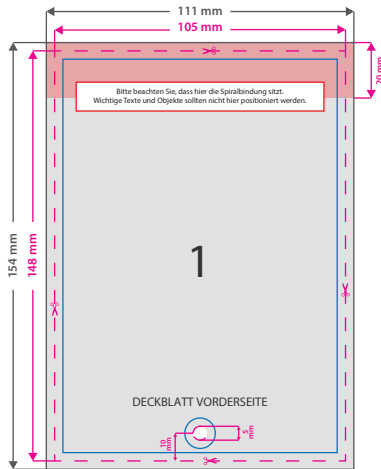 111 mm
105 mm
20 mm
Bitte beachten Sie, dass hier die Spiralbindung sitzt.
Wichtige Texte und Objekte sollten nicht hier positioniert werden.
154 mm
148 mm
1
DECKBLATT VORDERSEITE
10 mm
5 mm